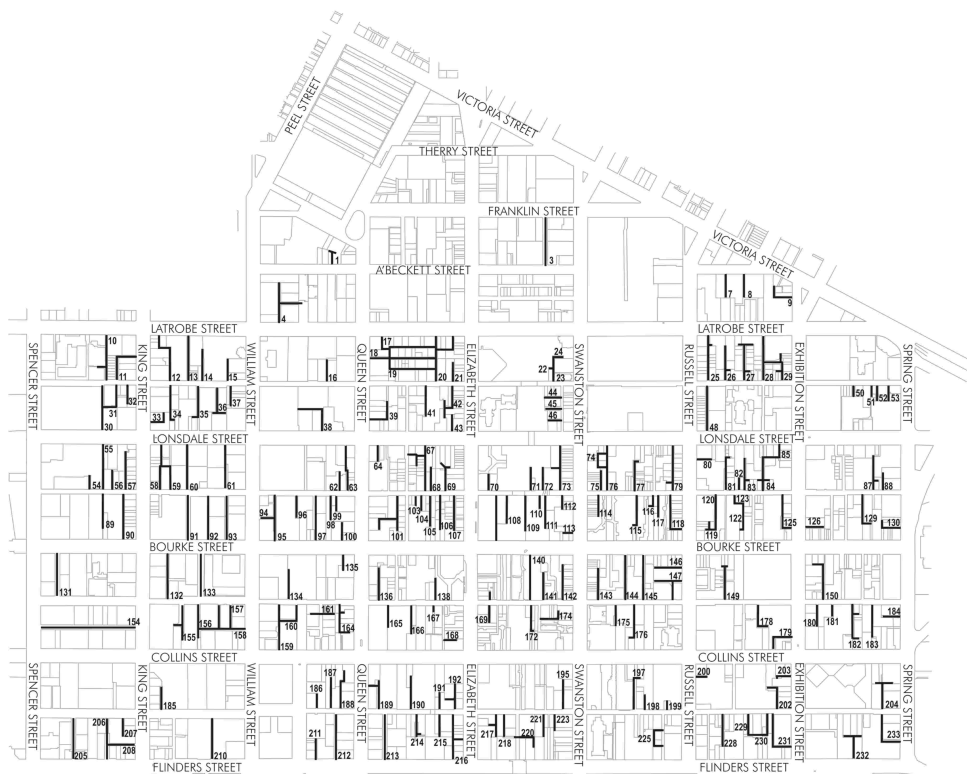 PEEL STREET
VICTORIA STREET
THERRY STREET
FRANKLIN STREET
VICTORIA STREET
3
1
A'BECKETT STREET
7 8 9
4
LATROBE STREET
LATROBE STREET
SPENCER STREET
KING STREET
WILLIAM STREET
QUEEN STREET
ELIZABETH STREET
SWANSTON STREET
RUSSELL STREET
EXHIBITION STREET
SPRING STREET
10 17 24
18
11 12 13 14 15 16 19 20 21 22 23 25 26 27 28 29
32 37 44 50 51 52 53
31 33 34 35 36 39 41 42 45
30 38 43 46 48
LONSDALE STREET
LONSDALE STREET
55 64 67 74 80 85
54 56 57 58 59 60 61 62 63 68 69 70 71 72 73 75 76 77 79 81 82 83 84 87 88
94 96 99 103 112 120 123
89 98 104 105 106 108 110 111 114 116 117 122 129
90 91 92 93 95 97 100 101 107 109 113 115 118 119 125 126 130
BOURKE STREET
BOURKE STREET
135 140 146
147
131 132 133 134 136 138 141 142 143 144 145 149 150
154 157 161 167 174 184
155 156 158 160 164 165 166 168 169 172 175 176 178 179 180 181 182 183
159
COLLINS STREET
COLLINS STREET
SPENCER STREET
KING STREET
WILLIAM STREET
QUEEN STREET
ELIZABETH STREET
SWANSTON STREET
RUSSELL STREET
EXHIBITION STREET
SPRING STREET
187 192 195 197 200 203
185 186 188 189 190 191 198 199 202 204
206 207 211 214 215 217 218 220 221 223 225 228 229 230 231 233
205 208 210 212 213 216 232
FLINDERS STREET
FLINDERS STREET